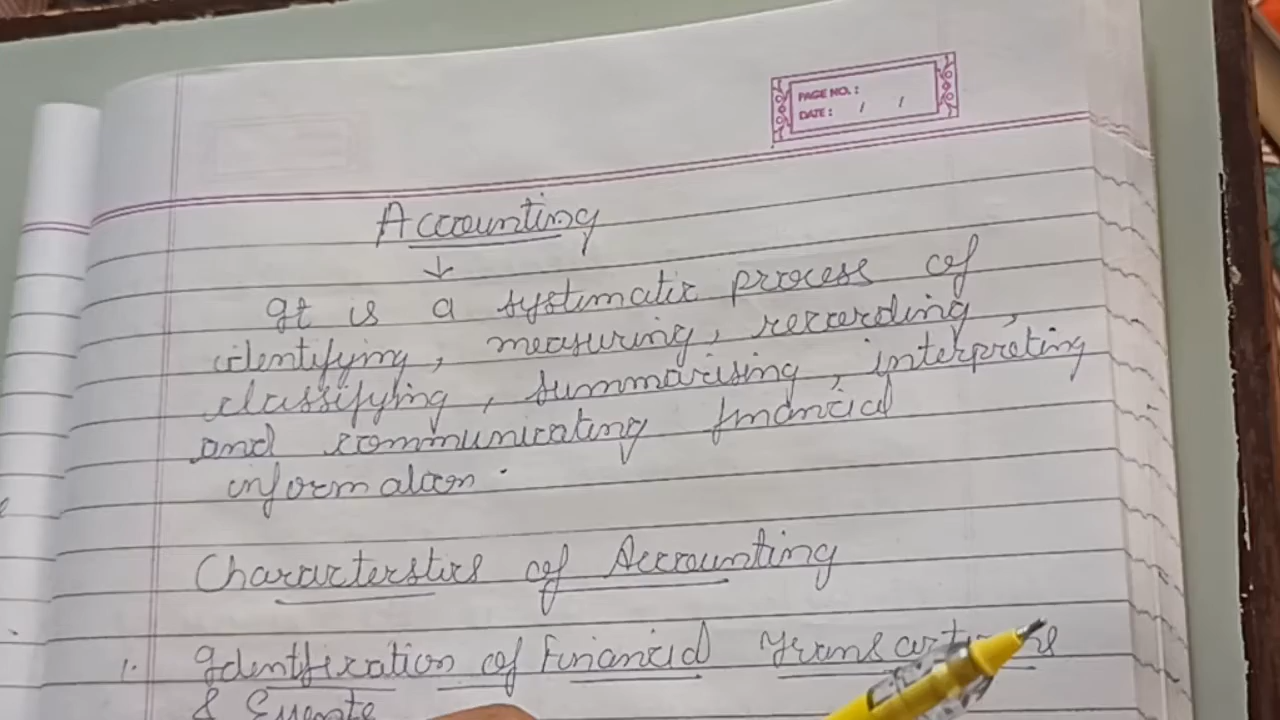 PAGE NO. :
DATE : / /
Accounting
↓
It is a systematic process of
identifying, measuring, recording,
classifying, summarising, interpreting
and communicating financial
information.
Characterstics of Accounting
1. Identification of Financial Transactions
& Events